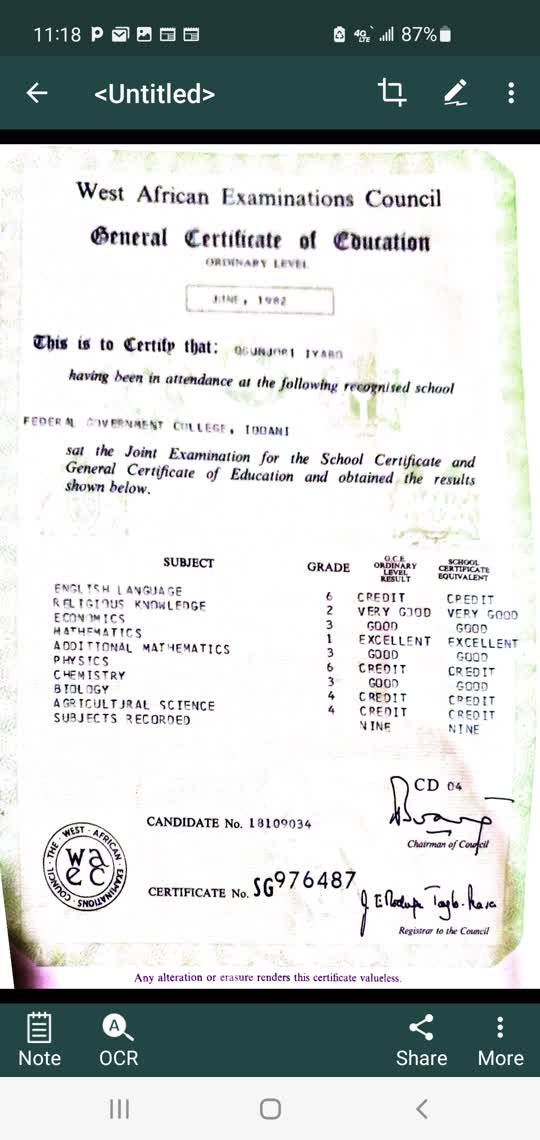 11:18 P 4G LTE 87%
<Untitled>
West African Examinations Council
General Certificate of Education
ORDINARY LEVEL
JUNE, 1982
This is to Certify that: OGUNJOBI IYABO
having been in attendance at the following recognised school
FEDERAL GOVERNMENT COLLEGE, IDOANI
sat the Joint Examination for the School Certificate and
General Certificate of Education and obtained the results
shown below.
SUBJECT GRADE G.C.E. ORDINARY LEVEL RESULT SCHOOL CERTIFICATE EQUIVALENT
ENGLISH LANGUAGE 6 CREDIT CREDIT
RELIGIOUS KNOWLEDGE 2 VERY GOOD VERY GOOD
ECONOMICS 3 GOOD GOOD
MATHEMATICS 1 EXCELLENT EXCELLENT
ADDITIONAL MATHEMATICS 3 GOOD GOOD
PHYSICS 6 CREDIT CREDIT
CHEMISTRY 3 GOOD GOOD
BIOLOGY 4 CREDIT CREDIT
AGRICULTURAL SCIENCE 4 CREDIT CREDIT
SUBJECTS RECORDED NINE NINE
CD 04
CANDIDATE No. 18109034
Chairman of Council
THE · WEST · AFRICAN · EXAMINATIONS · COUNCIL
wa
ec
CERTIFICATE No. SG976487
Registrar to the Council
Any alteration or erasure renders this certificate valueless.
Note OCR Share More